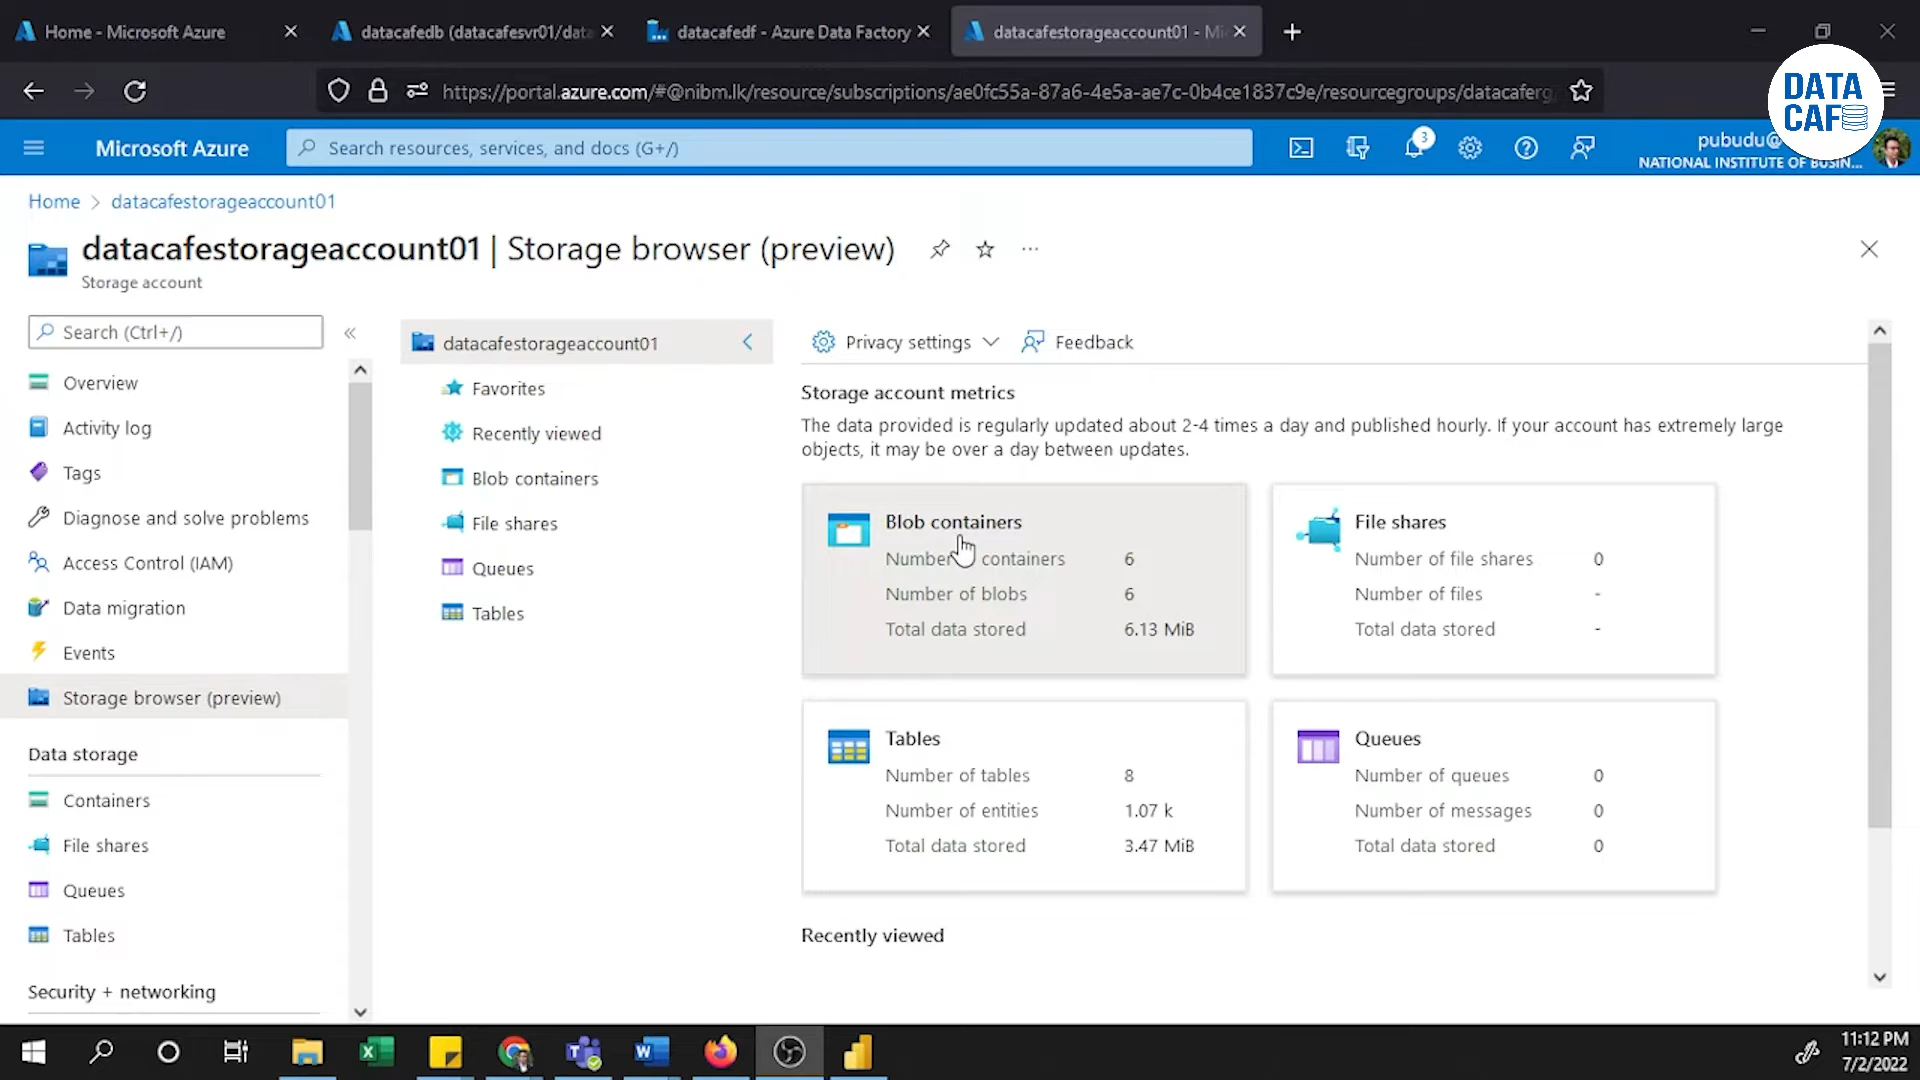 Home - Microsoft Azure
datacafedb (datacafesvr01/data
datacafedf - Azure Data Factory
datacafestorageaccount01 - Mi
https://portal.azure.com/#@nibm.lk/resource/subscriptions/ae0fc55a-87a6-4e5a-ae7c-0b4ce1837c9e/resourcegroups/datacaferg
DATA
CAF
Microsoft Azure
Search resources, services, and docs (G+/)
3
pubudu@
NATIONAL INSTITUTE OF BUSIN...
Home > datacafestorageaccount01
datacafestorageaccount01 | Storage browser (preview)
Storage account
Search (Ctrl+/)
Overview
Activity log
Tags
Diagnose and solve problems
Access Control (IAM)
Data migration
Events
Storage browser (preview)
Data storage
Containers
File shares
Queues
Tables
Security + networking
datacafestorageaccount01
Favorites
Recently viewed
Blob containers
File shares
Queues
Tables
Privacy settings
Feedback
Storage account metrics
The data provided is regularly updated about 2-4 times a day and published hourly. If your account has extremely large
objects, it may be over a day between updates.
Blob containers
Number containers 6
Number of blobs 6
Total data stored 6.13 MiB
File shares
Number of file shares 0
Number of files -
Total data stored -
Tables
Number of tables 8
Number of entities 1.07 k
Total data stored 3.47 MiB
Queues
Number of queues 0
Number of messages 0
Total data stored 0
Recently viewed
11:12 PM
7/2/2022